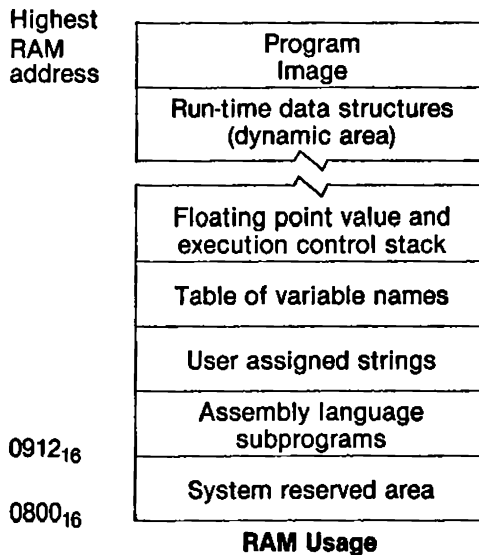 Highest
RAM
address
Program
Image
Run-time data structures
(dynamic area)
Floating point value and
execution control stack
Table of variable names
User assigned strings
Assembly language
subprograms
0912₁₆
System reserved area
0800₁₆
RAM Usage